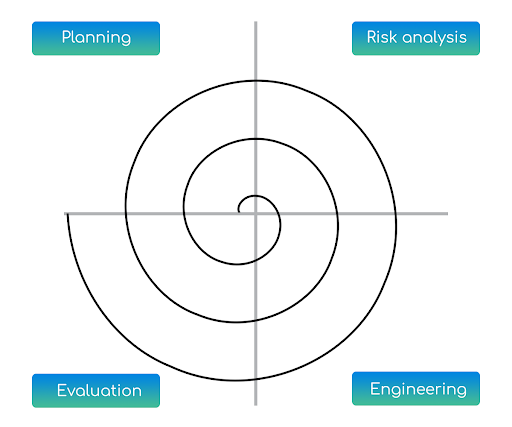 Planning
Risk analysis
Evaluation
Engineering